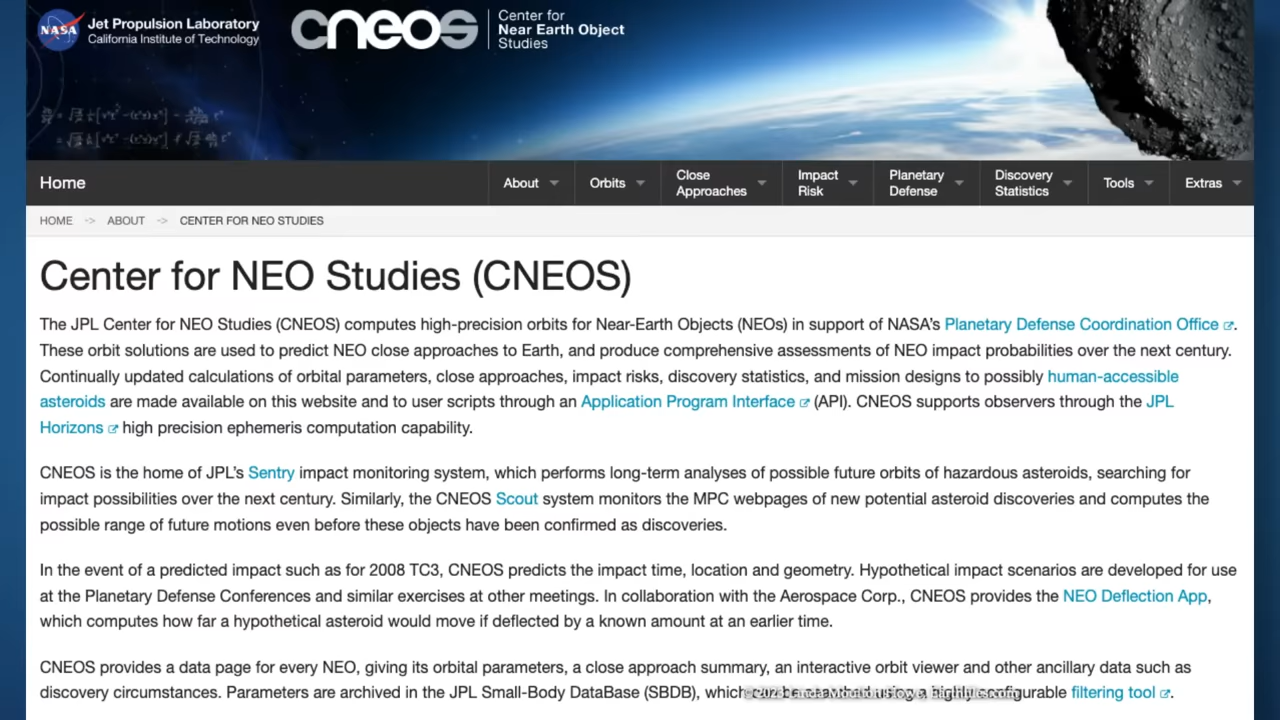 NASA
Jet Propulsion Laboratory
California Institute of Technology
cneos
Center for
Near Earth Object
Studies
Home
About
Orbits
Close
Approaches
Impact
Risk
Planetary
Defense
Discovery
Statistics
Tools
Extras
HOME -> ABOUT -> CENTER FOR NEO STUDIES
Center for NEO Studies (CNEOS)
The JPL Center for NEO Studies (CNEOS) computes high-precision orbits for Near-Earth Objects (NEOs) in support of NASA's Planetary Defense Coordination Office.
These orbit solutions are used to predict NEO close approaches to Earth, and produce comprehensive assessments of NEO impact probabilities over the next century.
Continually updated calculations of orbital parameters, close approaches, impact risks, discovery statistics, and mission designs to possibly human-accessible
asteroids are made available on this website and to user scripts through an Application Program Interface (API). CNEOS supports observers through the JPL
Horizons high precision ephemeris computation capability.
CNEOS is the home of JPL's Sentry impact monitoring system, which performs long-term analyses of possible future orbits of hazardous asteroids, searching for
impact possibilities over the next century. Similarly, the CNEOS Scout system monitors the MPC webpages of new potential asteroid discoveries and computes the
possible range of future motions even before these objects have been confirmed as discoveries.
In the event of a predicted impact such as for 2008 TC3, CNEOS predicts the impact time, location and geometry. Hypothetical impact scenarios are developed for use
at the Planetary Defense Conferences and similar exercises at other meetings. In collaboration with the Aerospace Corp., CNEOS provides the NEO Deflection App,
which computes how far a hypothetical asteroid would move if deflected by a known amount at an earlier time.
CNEOS provides a data page for every NEO, giving its orbital parameters, a close approach summary, an interactive orbit viewer and other ancillary data such as
discovery circumstances. Parameters are archived in the JPL Small-Body DataBase (SBDB), which highly configurable filtering tool.